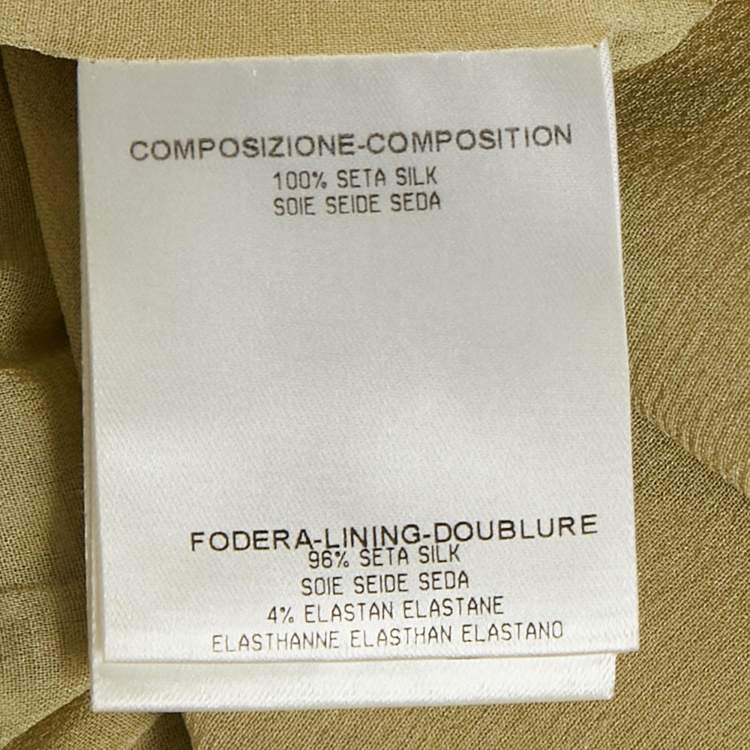 COMPOSIZIONE-COMPOSITION
100% SETA SILK
SOIE SEIDE SEDA
FODERA-LINING-DOUBLURE
96% SETA SILK
SOIE SEIDE SEDA
4% ELASTAN ELASTANE
ELASTHANNE ELASTHAN ELASTANO